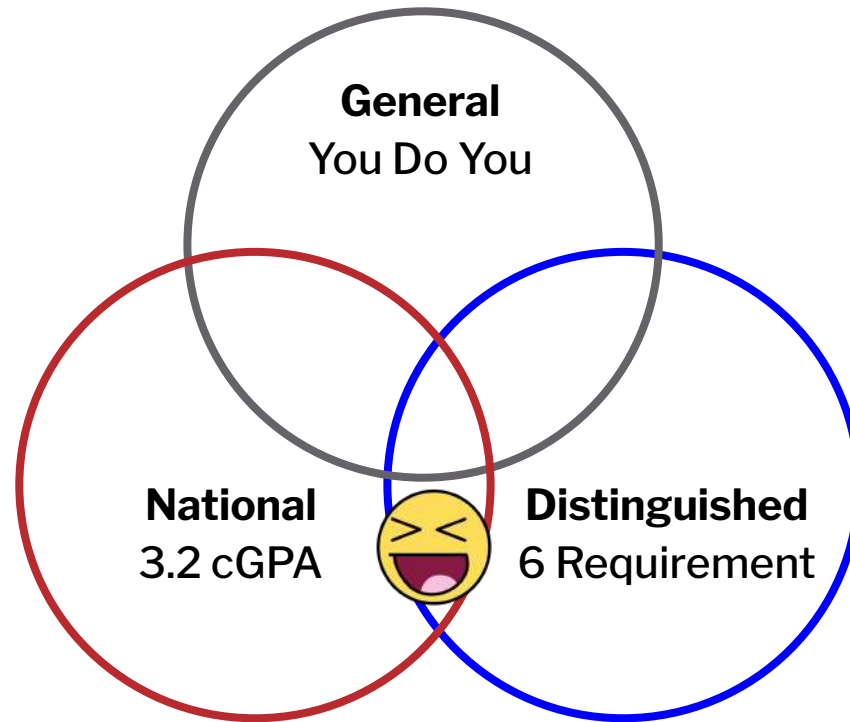 General
You Do You
National
3.2 cGPA
Distinguished
6 Requirement